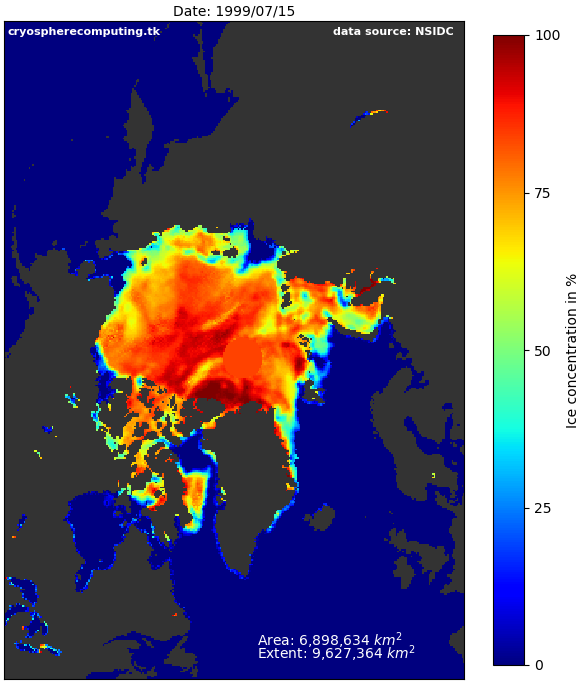 Date: 1999/07/15
cryospherecomputing.tk
data source: NSIDC
100
75
50
25
0
Ice concentration in %
Area: 6,898,634 km²
Extent: 9,627,364 km²